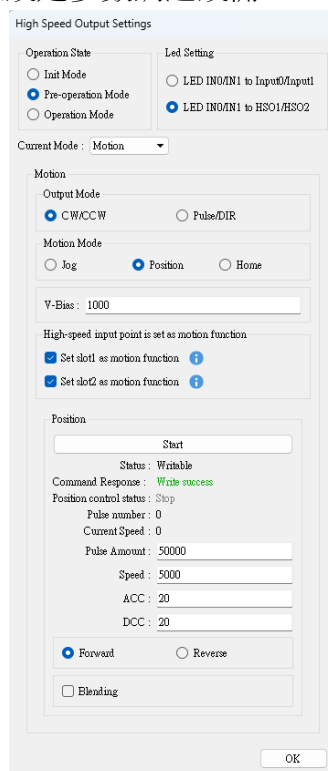 High Speed Output Settings
Operation State
Led Setting
Init Mode
LED IN0/IN1 to Input0/Input1
Pre-operation Mode
LED IN0/IN1 to HSO1/HSO2
Operation Mode
Current Mode : Motion
Motion
Output Mode
CW/CCW
Pulse/DIR
Motion Mode
Jog
Position
Home
V-Bias : 1000
High-speed input point is set as motion function
Set slot1 as motion function
Set slot2 as motion function
Position
Start
Status : Writable
Command Response : Write success
Position control status : Stop
Pulse number : 0
Current Speed : 0
Pulse Amount : 50000
Speed : 5000
ACC : 20
DCC : 20
Forward
Reverse
Blending
OK